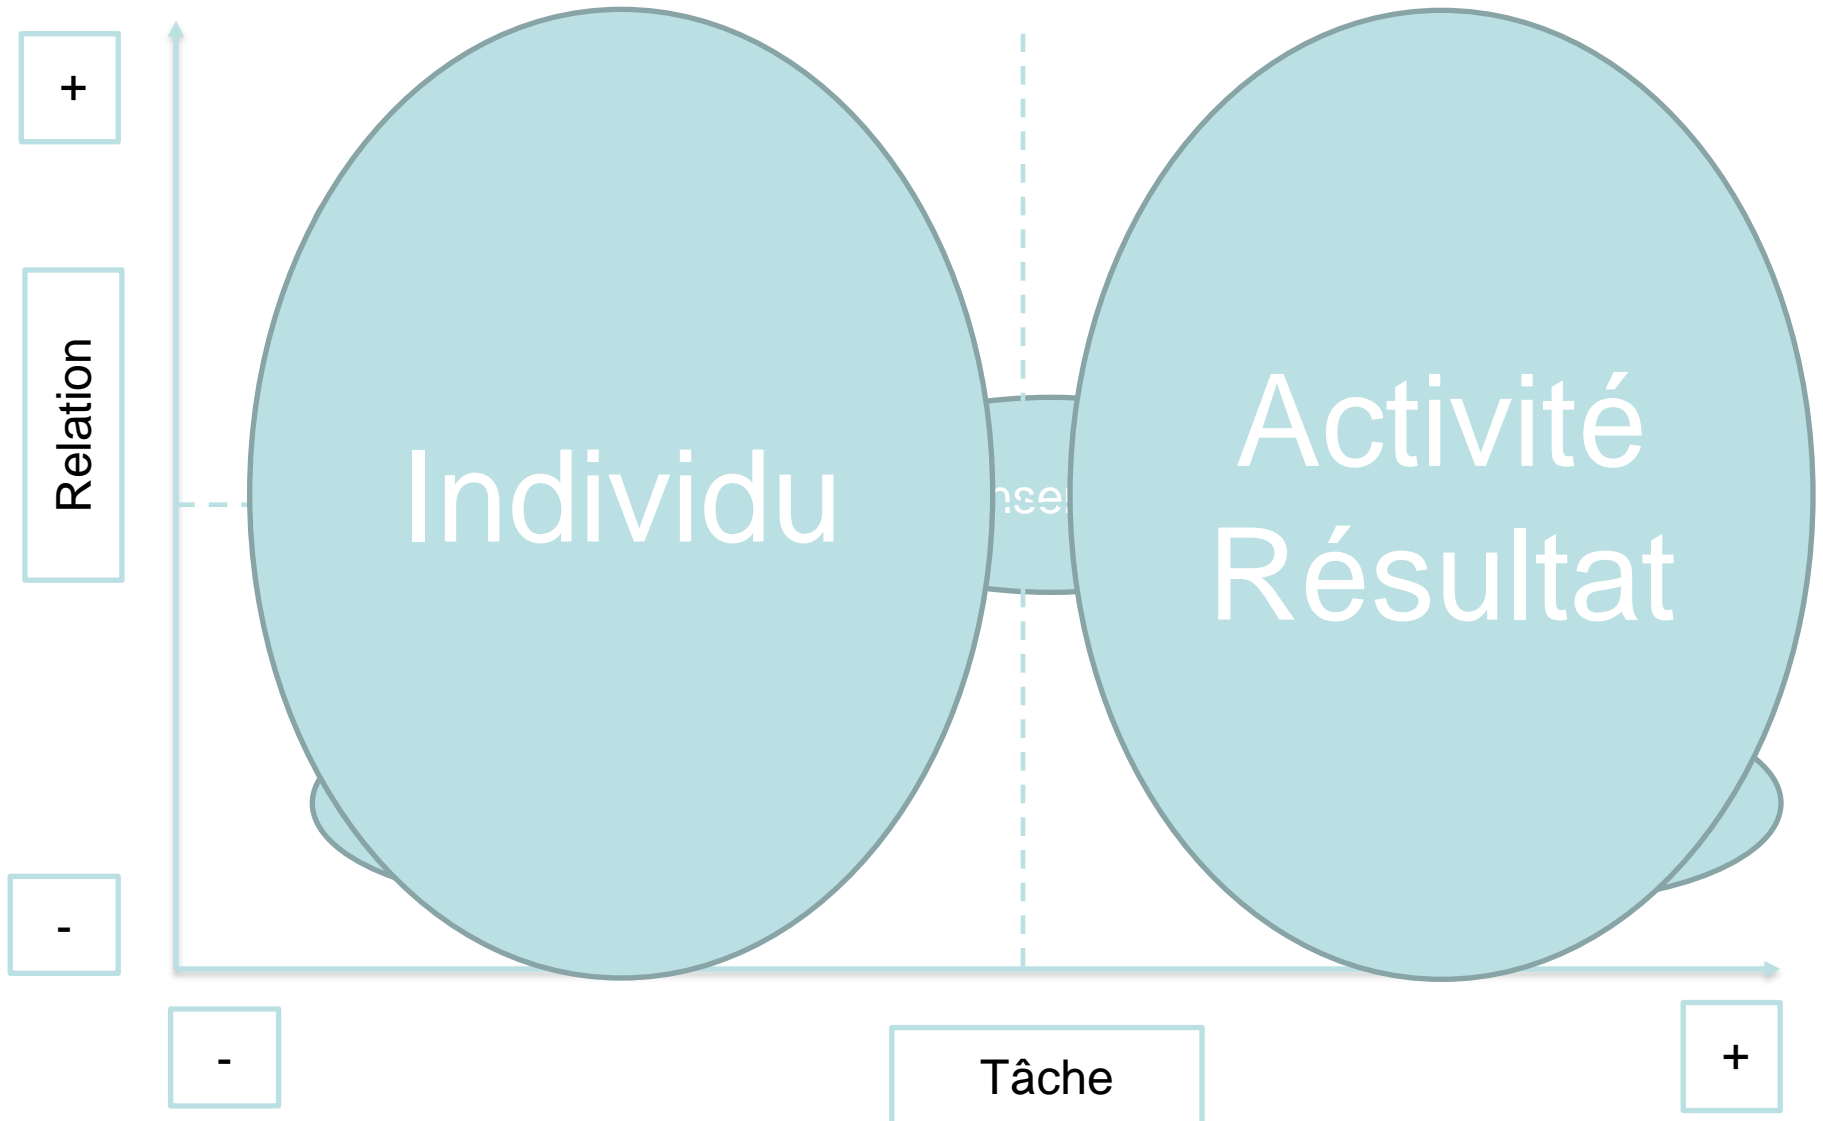 +
Relation
Individu
Activité
Résultat
-
-
Tâche
+